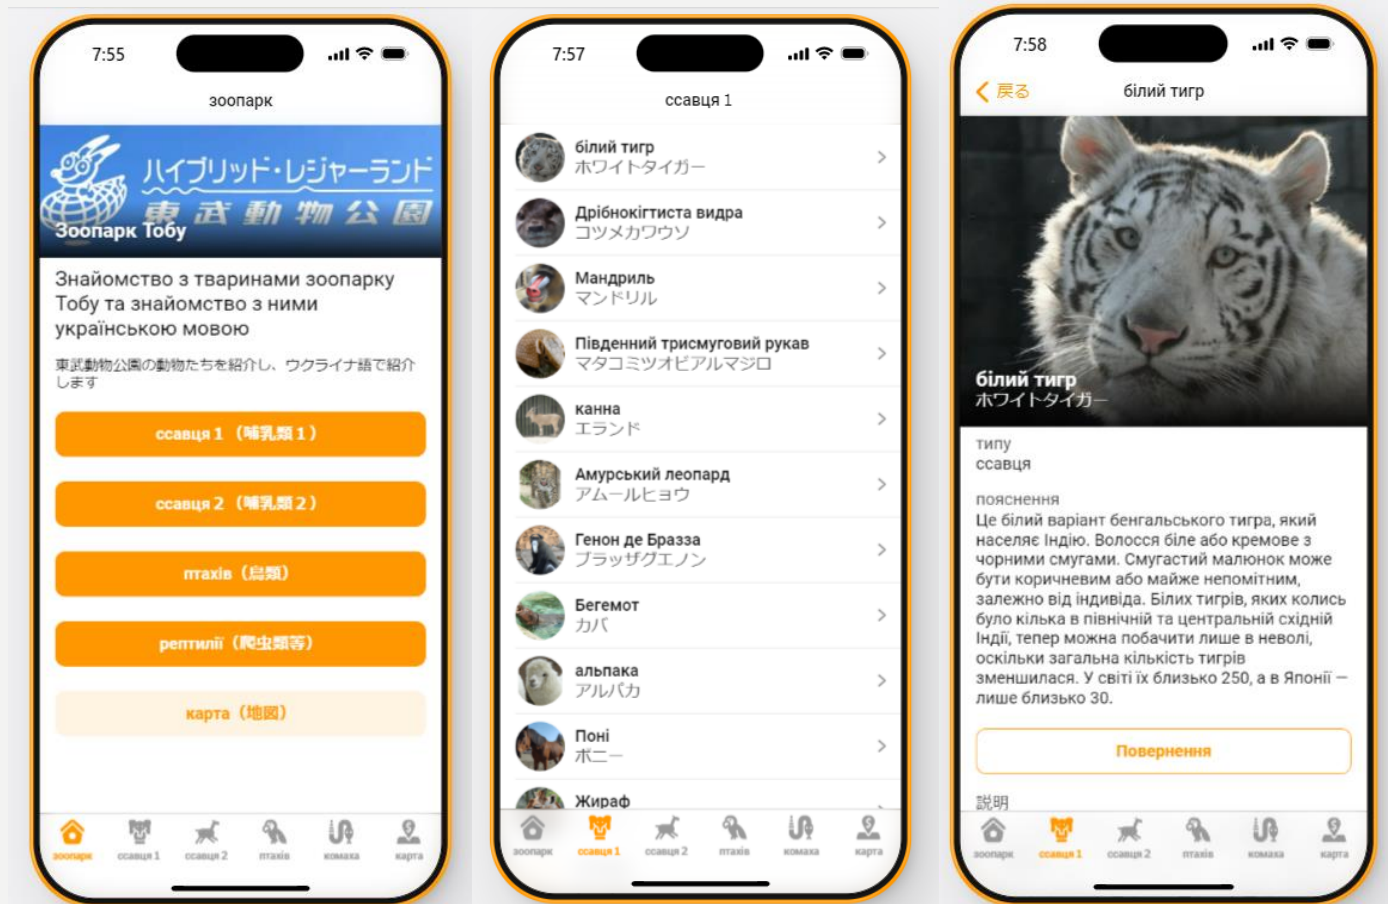 7:55
зоопарк
ハイブリッド・レジャーランド
東武動物公園
Зоопарк Тобу
Знайомство з тваринами зоопарку
Тобу та знайомство з ними
українською мовою
東武動物公園の動物たちを紹介し、ウクライナ語で紹介
します
ссавця 1（哺乳類１）
ссавця 2（哺乳類２）
птахів（鳥類）
рептилії（爬虫類等）
карта（地図）
зоопарк
ссавця 1
ссавця 2
птахів
комаха
карта
7:57
ссавця 1
білий тигр
ホワイトタイガー
Дрібнокігтиста видра
コツメカワウソ
Мандриль
マンドリル
Південний трисмуговий рукав
マタコミツオビアルマジロ
канна
エランド
Амурський леопард
アムールヒョウ
Генон де Бразза
ブラッザグエノン
Бегемот
カバ
альпака
アルパカ
Поні
ポニー
Жираф
зоопарк
ссавця 1
ссавця 2
птахів
комаха
карта
7:58
戻る
білий тигр
білий тигр
ホワイトタイガー
типу
ссавця
пояснення
Це білий варіант бенгальського тигра, який
населяє Індію. Волосся біле або кремове з
чорними смугами. Смугастий малюнок може
бути коричневим або майже непомітним,
залежно від індивіда. Білих тигрів, яких колись
було кілька в північній та центральній східній
Індії, тепер можна побачити лише в неволі,
оскільки загальна кількість тигрів
зменшилася. У світі їх близько 250, а в Японії —
лише близько 30.
Повернення
説明
зоопарк
ссавця 1
ссавця 2
птахів
комаха
карта